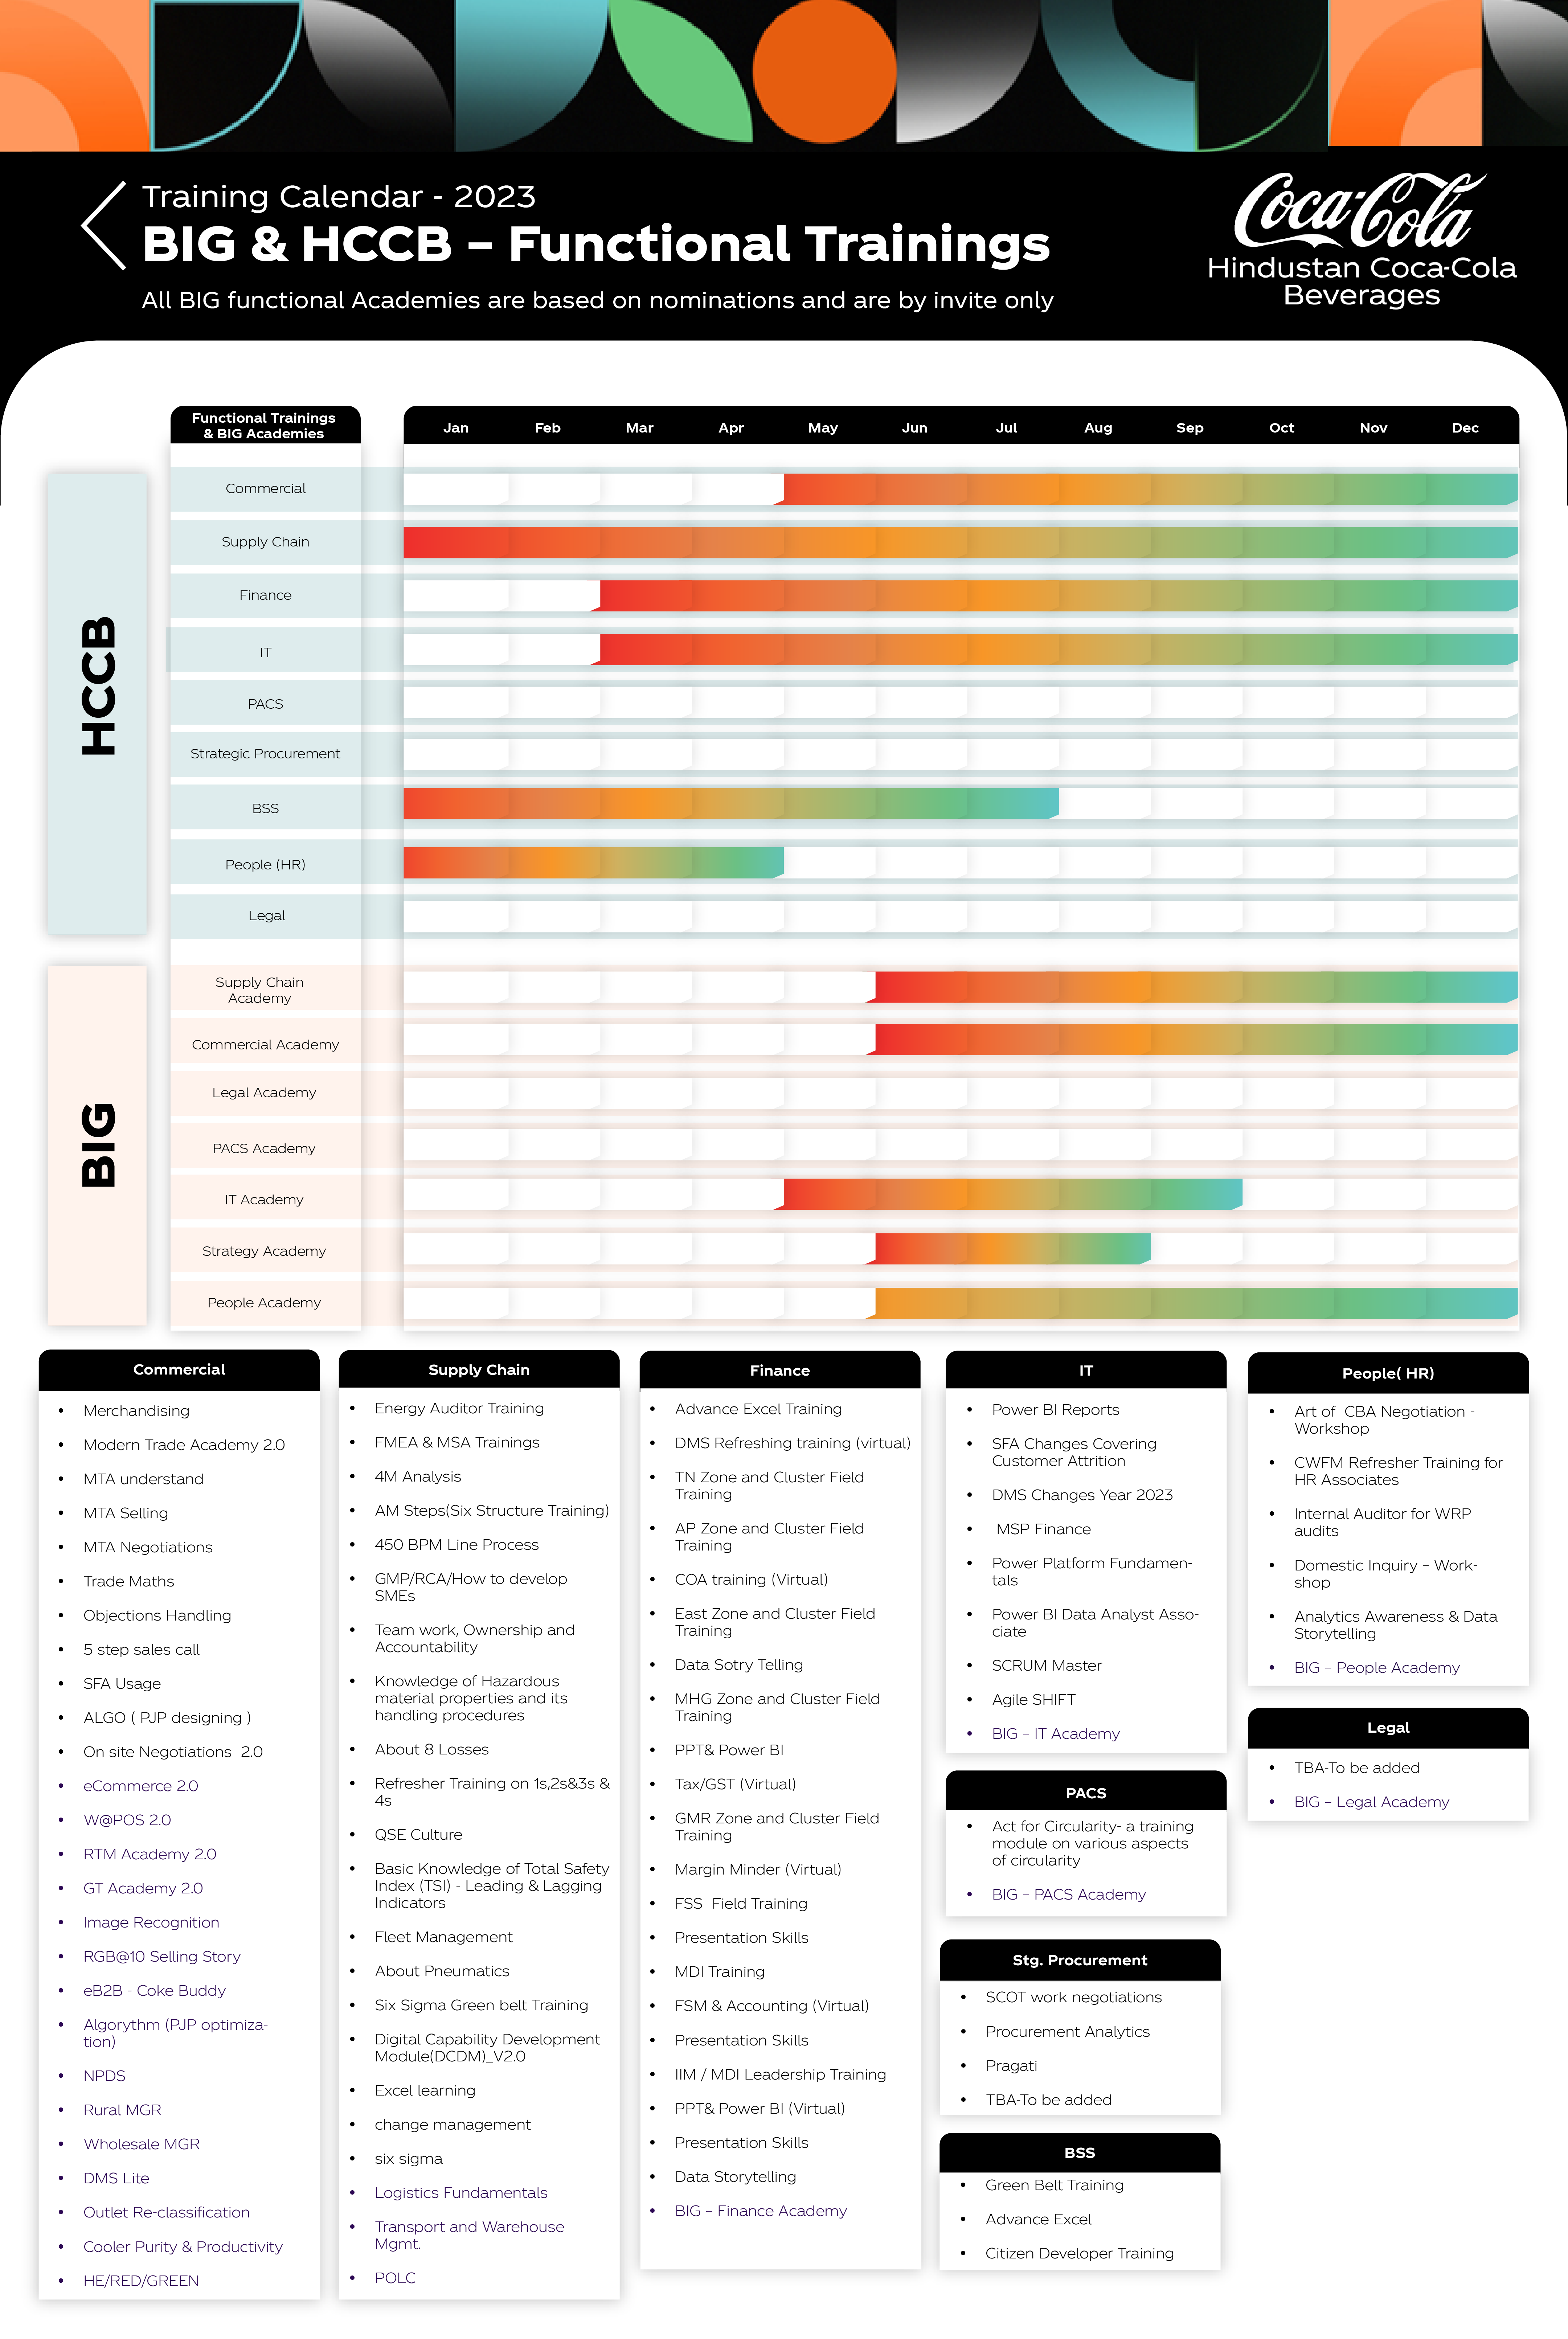 Training Calendar - 2023
BIG & HCCB – Functional Trainings
All BIG functional Academies are based on nominations and are by invite only
Coca-Cola
Hindustan Coca-Cola
Beverages
Functional Trainings
& BIG Academies
Jan Feb Mar Apr May Jun Jul Aug Sep Oct Nov Dec
HCCB
Commercial
Supply Chain
Finance
IT
PACS
Strategic Procurement
BSS
People (HR)
Legal
BIG
Supply Chain
Academy
Commercial Academy
Legal Academy
PACS Academy
IT Academy
Strategy Academy
People Academy
Commercial
• Merchandising
• Modern Trade Academy 2.0
• MTA understand
• MTA Selling
• MTA Negotiations
• Trade Maths
• Objections Handling
• 5 step sales call
• SFA Usage
• ALGO ( PJP designing )
• On site Negotiations  2.0
• eCommerce 2.0
• W@POS 2.0
• RTM Academy 2.0
• GT Academy 2.0
• Image Recognition
• RGB@10 Selling Story
• eB2B - Coke Buddy
• Algorythm (PJP optimiza-
tion)
• NPDS
• Rural MGR
• Wholesale MGR
• DMS Lite
• Outlet Re-classification
• Cooler Purity & Productivity
• HE/RED/GREEN
Supply Chain
• Energy Auditor Training
• FMEA & MSA Trainings
• 4M Analysis
• AM Steps(Six Structure Training)
• 450 BPM Line Process
• GMP/RCA/How to develop
SMEs
• Team work, Ownership and
Accountability
• Knowledge of Hazardous
material properties and its
handling procedures
• About 8 Losses
• Refresher Training on 1s,2s&3s &
4s
• QSE Culture
• Basic Knowledge of Total Safety
Index (TSI) - Leading & Lagging
Indicators
• Fleet Management
• About Pneumatics
• Six Sigma Green belt Training
• Digital Capability Development
Module(DCDM)_V2.0
• Excel learning
• change management
• six sigma
• Logistics Fundamentals
• Transport and Warehouse
Mgmt.
• POLC
Finance
• Advance Excel Training
• DMS Refreshing training (virtual)
• TN Zone and Cluster Field
Training
• AP Zone and Cluster Field
Training
• COA training (Virtual)
• East Zone and Cluster Field
Training
• Data Sotry Telling
• MHG Zone and Cluster Field
Training
• PPT& Power BI
• Tax/GST (Virtual)
• GMR Zone and Cluster Field
Training
• Margin Minder (Virtual)
• FSS  Field Training
• Presentation Skills
• MDI Training
• FSM & Accounting (Virtual)
• Presentation Skills
• IIM / MDI Leadership Training
• PPT& Power BI (Virtual)
• Presentation Skills
• Data Storytelling
• BIG – Finance Academy
IT
• Power BI Reports
• SFA Changes Covering
Customer Attrition
• DMS Changes Year 2023
• MSP Finance
• Power Platform Fundamen-
tals
• Power BI Data Analyst Asso-
ciate
• SCRUM Master
• Agile SHIFT
• BIG – IT Academy
PACS
• Act for Circularity- a training
module on various aspects
of circularity
• BIG – PACS Academy
Stg. Procurement
• SCOT work negotiations
• Procurement Analytics
• Pragati
• TBA-To be added
BSS
• Green Belt Training
• Advance Excel
• Citizen Developer Training
People( HR)
• Art of  CBA Negotiation -
Workshop
• CWFM Refresher Training for
HR Associates
• Internal Auditor for WRP
audits
• Domestic Inquiry – Work-
shop
• Analytics Awareness & Data
Storytelling
• BIG – People Academy
Legal
• TBA-To be added
• BIG – Legal Academy